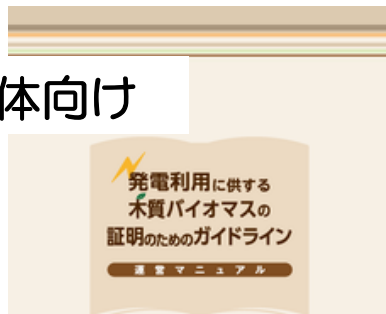 体向け
発電利用に供する
木質バイオマスの
証明のためのガイドライン
運営マニュアル